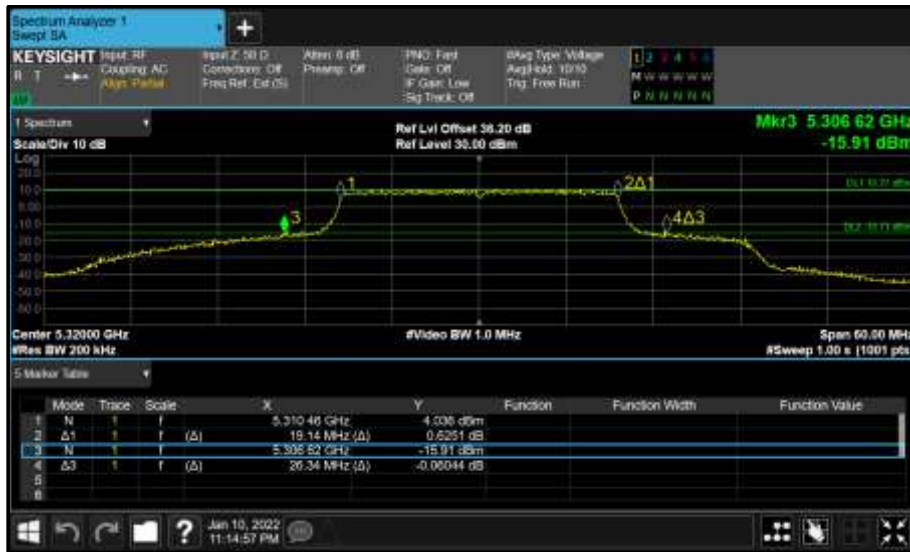 Spectrum Analyzer 1
Swept SA
+
KEYSIGHT Input: RF Input Z: 50 Ω Atten: 6 dB PNO: Fast #Avg Type: Voltage 1 2 3 4 5 6
R T Coupling: AC Corrections: Off Preamp: Off Gate: Off Avg|Hold: 10/10 M W W W W W
Align: Partial Freq Ref: Ext (S) IF Gain: Low Trig: Free Run
Sig Track: Off P N N N N N
1 Spectrum Ref Lvl Offset 36.20 dB Mkr3 5.306 62 GHz
Scale/Div 10 dB Ref Level 30.00 dBm -15.91 dBm
Log
20.0
10.0 1 2Δ1
0.00
-10.0 3 4Δ3
-20.0
-30.0
-40.0
-50.0
-60.0
Center 5.32000 GHz #Video BW 1.0 MHz Span 60.00 MHz
#Res BW 200 kHz #Sweep 1.00 s (1001 pts
5 Marker Table
Mode Trace Scale X Y Function Function Width Function Value
1 N 1 f 5.310 46 GHz 4.036 dBm
2 Δ1 1 f (Δ) 19.14 MHz (Δ) 0.6251 dB
3 N 1 f 5.306 62 GHz -15.91 dBm
4 Δ3 1 f (Δ) 26.34 MHz (Δ) -0.06044 dB
5
6
? Jan 10, 2022
11:14:57 PM